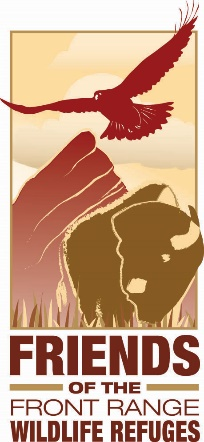 FRIENDS
OF THE
FRONT RANGE
WILDLIFE REFUGES